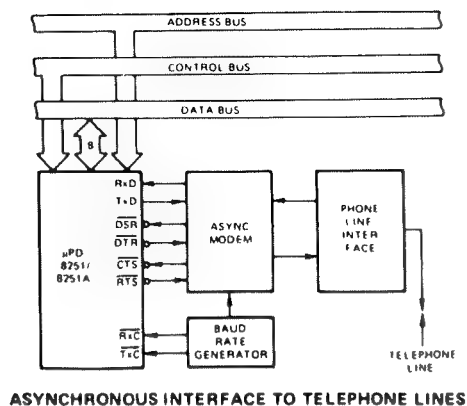 ADDRESS BUS
CONTROL BUS
DATA BUS
8
RxD
TxD
DSR
DTR
CTS
RTS
RxC
TxC
μPD
8251/
8251A
ASYNC
MODEM
PHONE
LINE
INTER
FACE
BAUD
RATE
GENERATOR
TELEPHONE
LINE
ASYNCHRONOUS INTERFACE TO TELEPHONE LINES